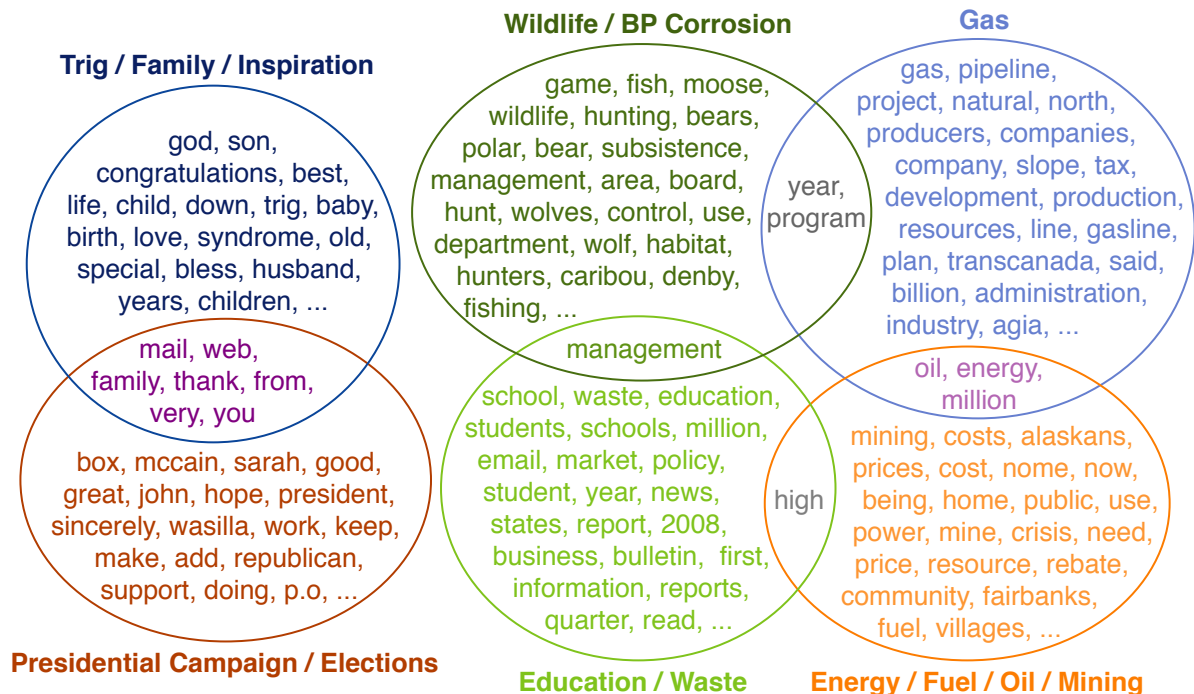 Trig / Family / Inspiration
god, son,
congratulations, best,
life, child, down, trig, baby,
birth, love, syndrome, old,
special, bless, husband,
years, children, ...
mail, web,
family, thank, from,
very, you
box, mccain, sarah, good,
great, john, hope, president,
sincerely, wasilla, work, keep,
make, add, republican,
support, doing, p.o, ...
Presidential Campaign / Elections
Wildlife / BP Corrosion
game, fish, moose,
wildlife, hunting, bears,
polar, bear, subsistence,
management, area, board,
hunt, wolves, control, use,
department, wolf, habitat,
hunters, caribou, denby,
fishing, ...
year,
program
management
school, waste, education,
students, schools, million,
email, market, policy,
student, year, news,
states, report, 2008,
business, bulletin, first,
information, reports,
quarter, read, ...
Education / Waste
high
Gas
gas, pipeline,
project, natural, north,
producers, companies,
company, slope, tax,
development, production,
resources, line, gasline,
plan, transcanada, said,
billion, administration,
industry, agia, ...
oil, energy,
million
mining, costs, alaskans,
prices, cost, nome, now,
being, home, public, use,
power, mine, crisis, need,
price, resource, rebate,
community, fairbanks,
fuel, villages, ...
Energy / Fuel / Oil / Mining